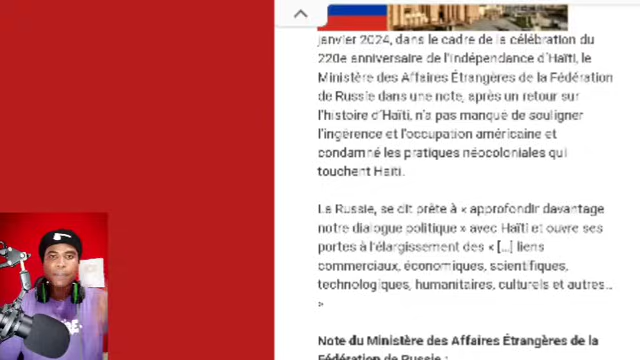 janvier 2024, dans le cadre de la célébration du
220e anniversaire de l'indépendance d'Haïti, le
Ministère des Affaires Étrangères de la Fédération
de Russie dans une note, après un retour sur
l'histoire d'Haïti, n'a pas manqué de souligner
l'ingérence et l'occupation américaine et
condamné les pratiques néocoloniales qui
touchent Haïti.
La Russie, se dit prête à « approfondir davantage
notre dialogue politique » avec Haïti et ouvre ses
portes à l'élargissement des « [...] liens
commerciaux, économiques, scientifiques,
technologiques, humanitaires, culturels et autres...
»
Note du Ministère des Affaires Étrangères de la
Fédération de Russie :